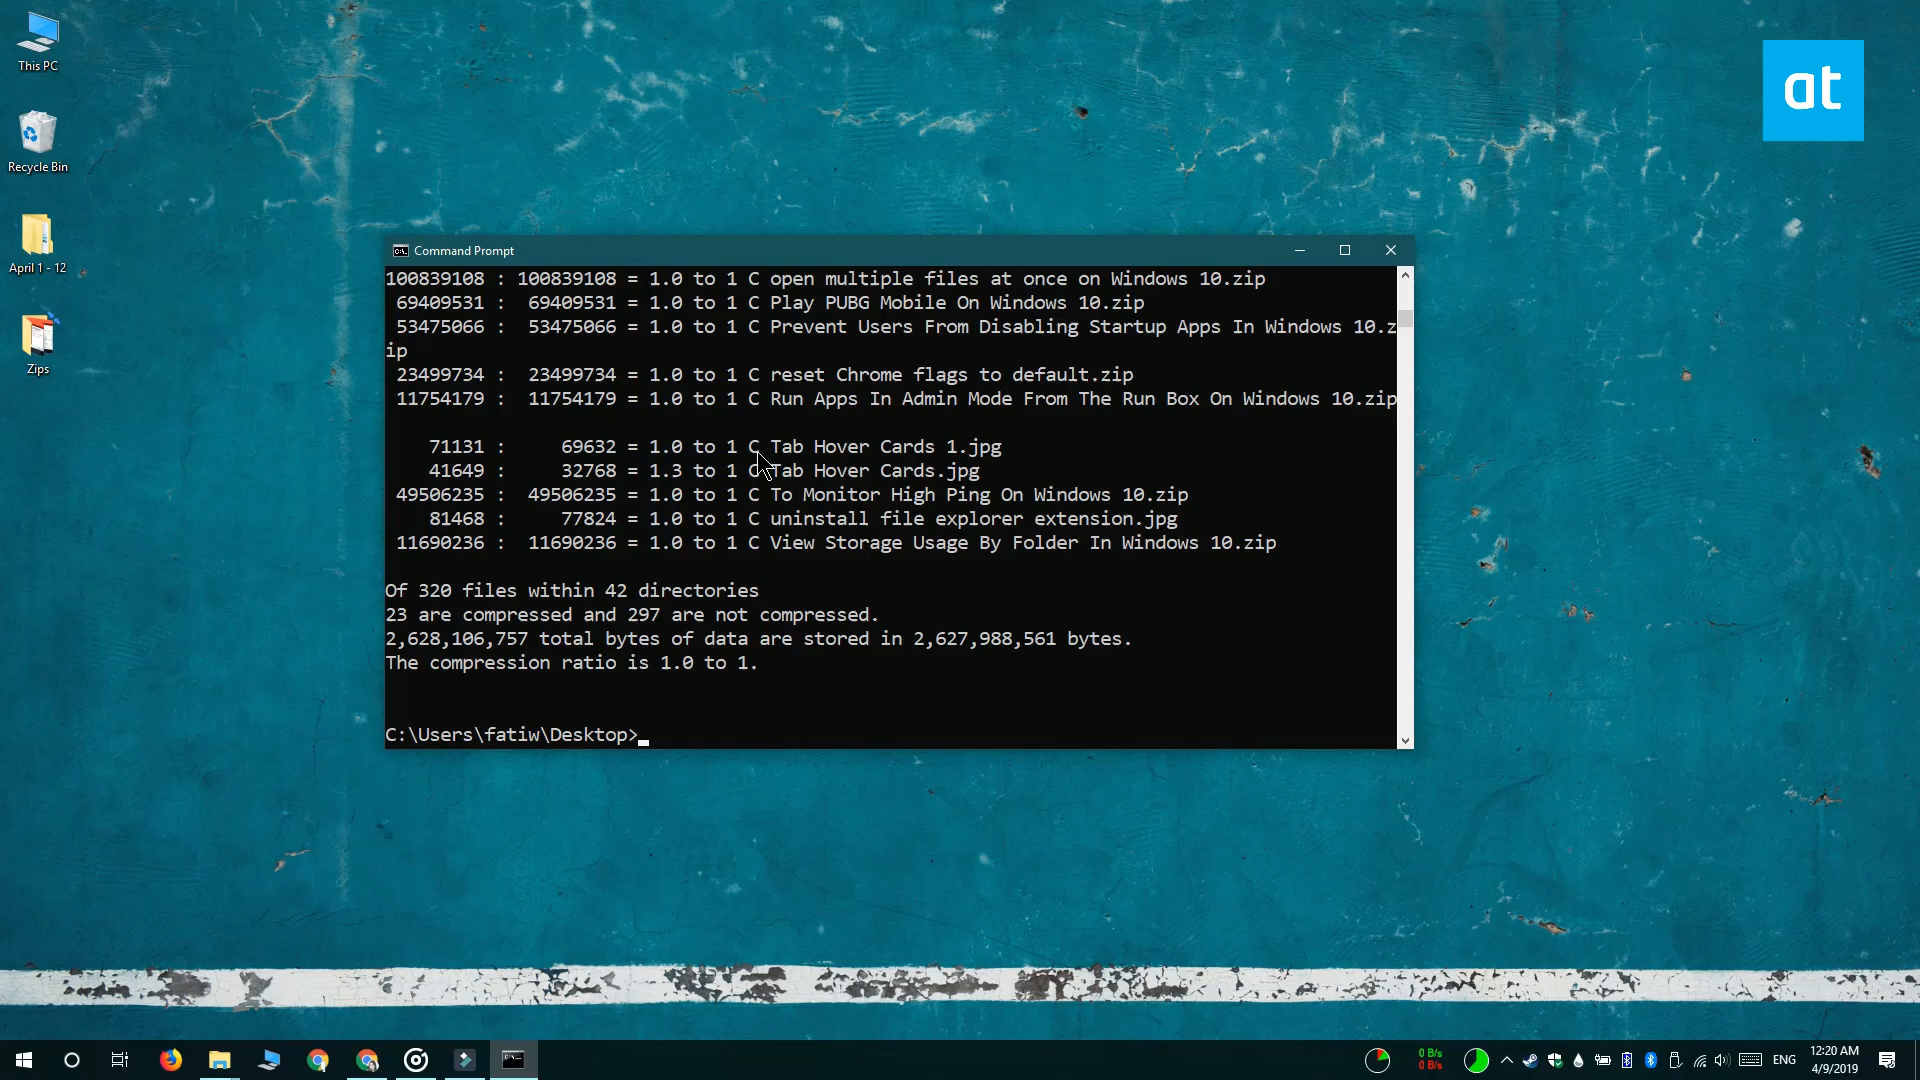 This PC
Recycle Bin
April 1 - 12
Zips
at
Command Prompt
100839108 : 100839108 = 1.0 to 1 C open multiple files at once on Windows 10.zip
69409531 : 69409531 = 1.0 to 1 C Play PUBG Mobile On Windows 10.zip
53475066 : 53475066 = 1.0 to 1 C Prevent Users From Disabling Startup Apps In Windows 10.z
ip
23499734 : 23499734 = 1.0 to 1 C reset Chrome flags to default.zip
11754179 : 11754179 = 1.0 to 1 C Run Apps In Admin Mode From The Run Box On Windows 10.zip
71131 : 69632 = 1.0 to 1 C Tab Hover Cards 1.jpg
41649 : 32768 = 1.3 to 1 C Tab Hover Cards.jpg
49506235 : 49506235 = 1.0 to 1 C To Monitor High Ping On Windows 10.zip
81468 : 77824 = 1.0 to 1 C uninstall file explorer extension.jpg
11690236 : 11690236 = 1.0 to 1 C View Storage Usage By Folder In Windows 10.zip
Of 320 files within 42 directories
23 are compressed and 297 are not compressed.
2,628,106,757 total bytes of data are stored in 2,627,988,561 bytes.
The compression ratio is 1.0 to 1.
C:\Users\fatiw\Desktop>
0 B/s
0 B/s
ENG
12:20 AM
4/9/2019